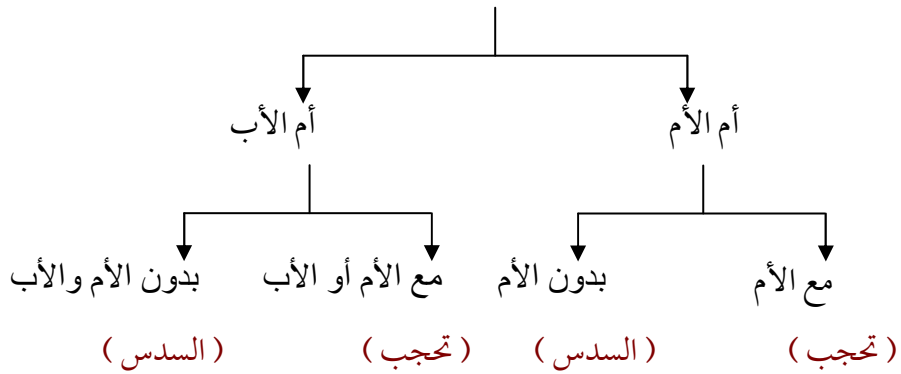 أم الأم أم الأب
مع الأم بدون الأم مع الأم أو الأب بدون الأم والأب
( تحجب ) ( السدس ) ( تحجب ) ( السدس )